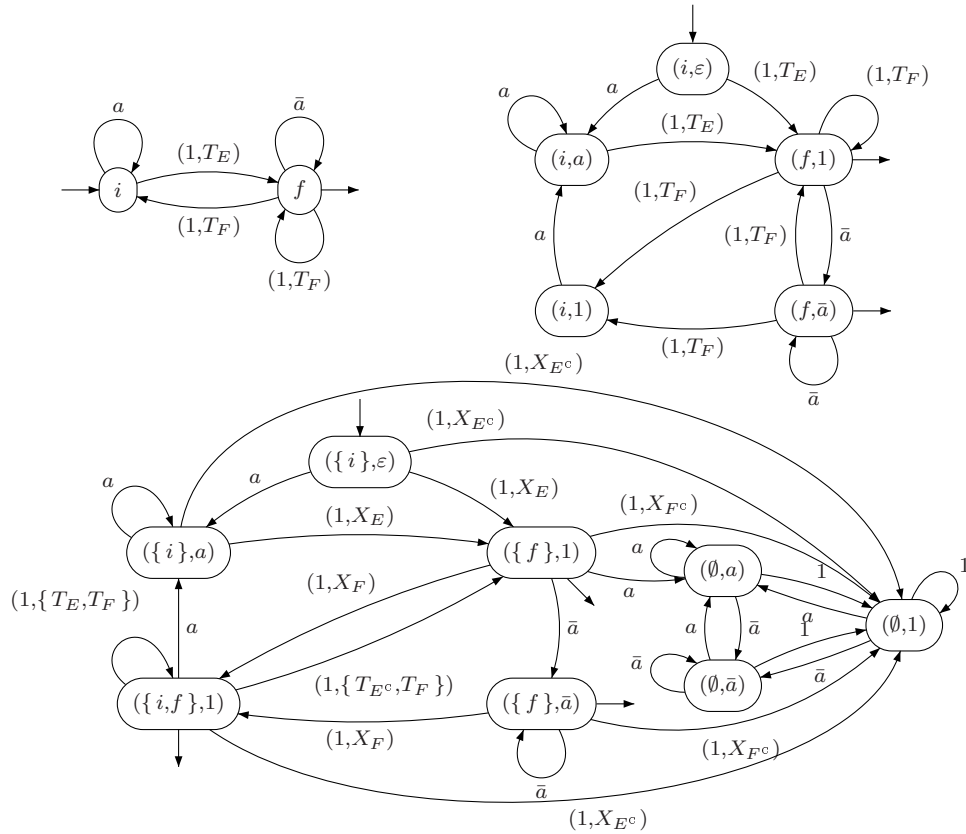 a
ā
(1,T_E)
i
f
(1,T_F)
(1,T_F)
(i,ε)
a
(1,T_E)
(1,T_F)
a
(1,T_E)
(i,a)
(f,1)
(1,T_F)
a
(1,T_F)
ā
(i,1)
(f,ā)
(1,T_F)
ā
(1,X_{E^c})
(1,X_{E^c})
({ i },ε)
a
(1,X_E)
a
(1,X_E)
(1,X_{F^c})
({ i },a)
({ f },1)
a
(∅,a)
1
1
(1,X_F)
a
a
(1,{ T_E,T_F })
a
ā
a
ā
1
(∅,1)
ā
ā
({ i,f },1)
(1,{ T_{E^c},T_F })
({ f },ā)
(∅,ā)
(1,X_F)
(1,X_{F^c})
ā
(1,X_{E^c})